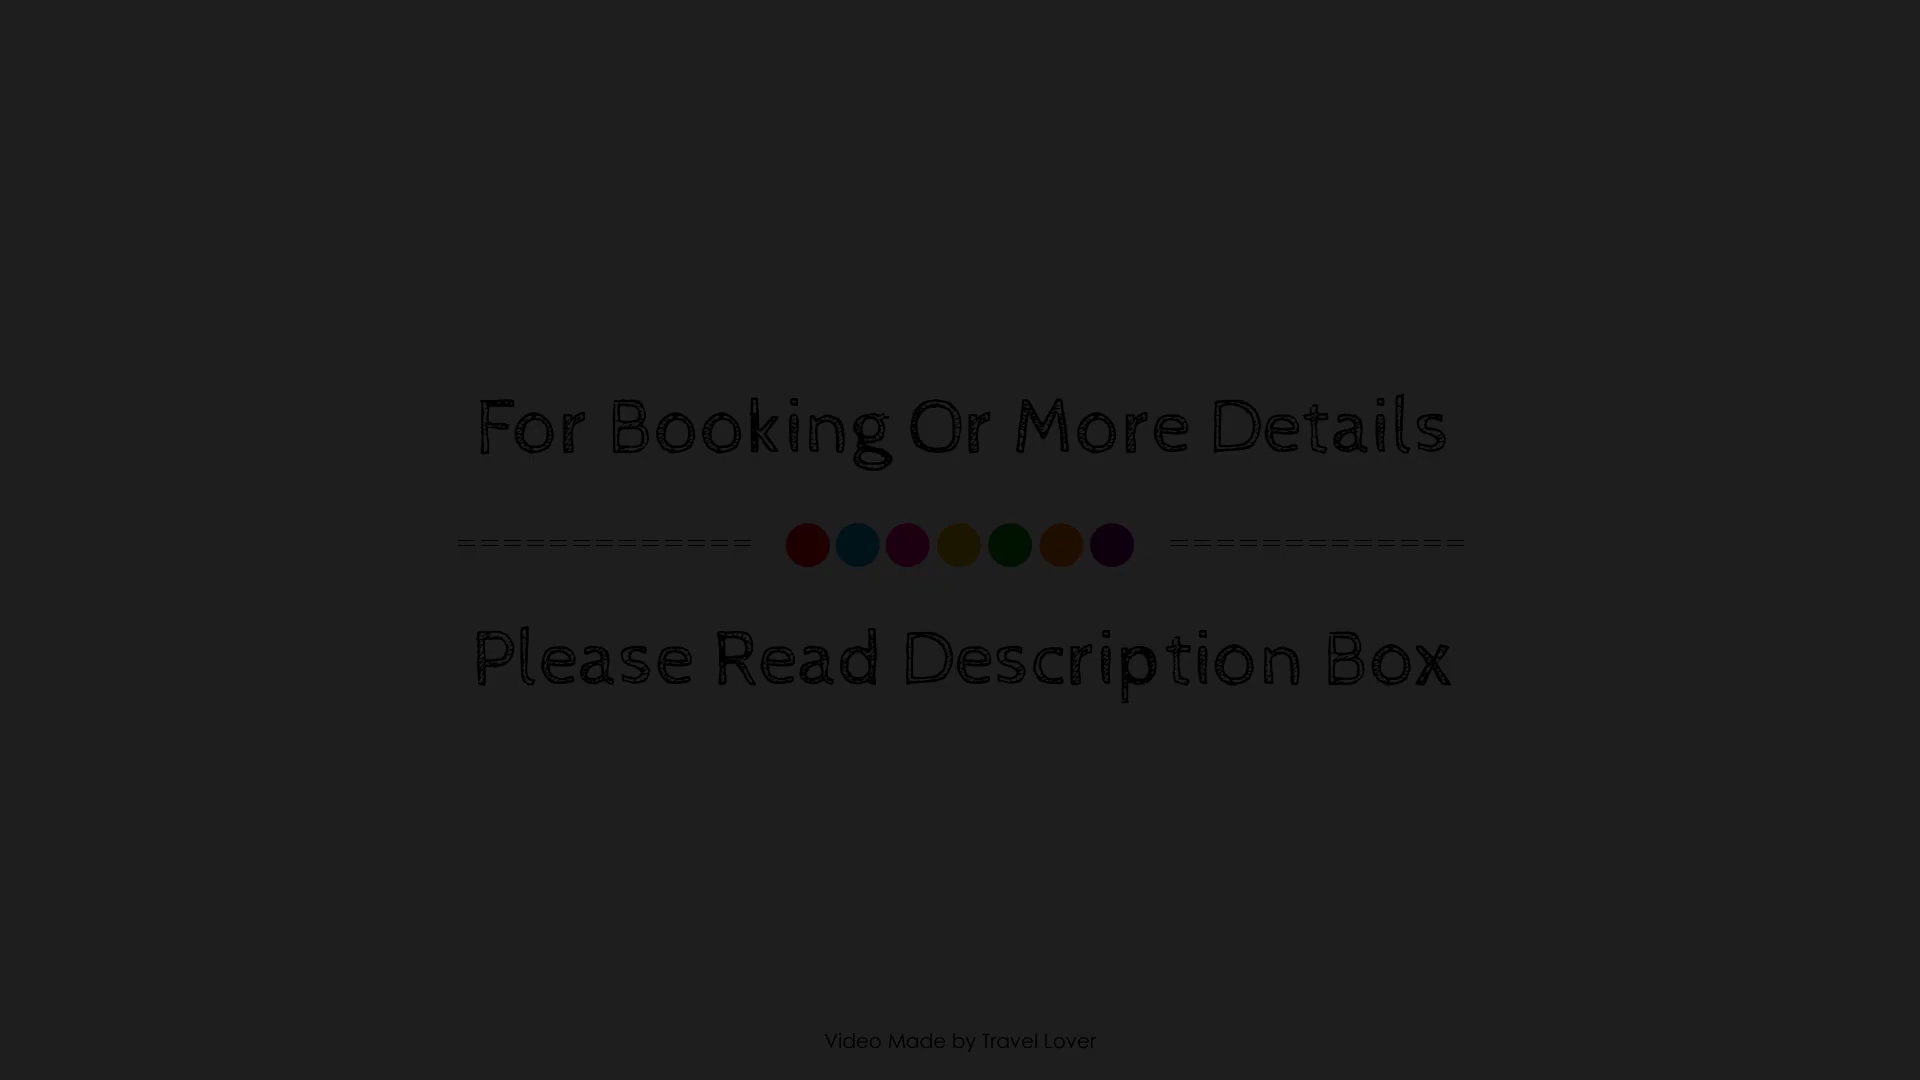 For Booking Or More Details
============= =============
Please Read Description Box
Video Made by Travel Lover